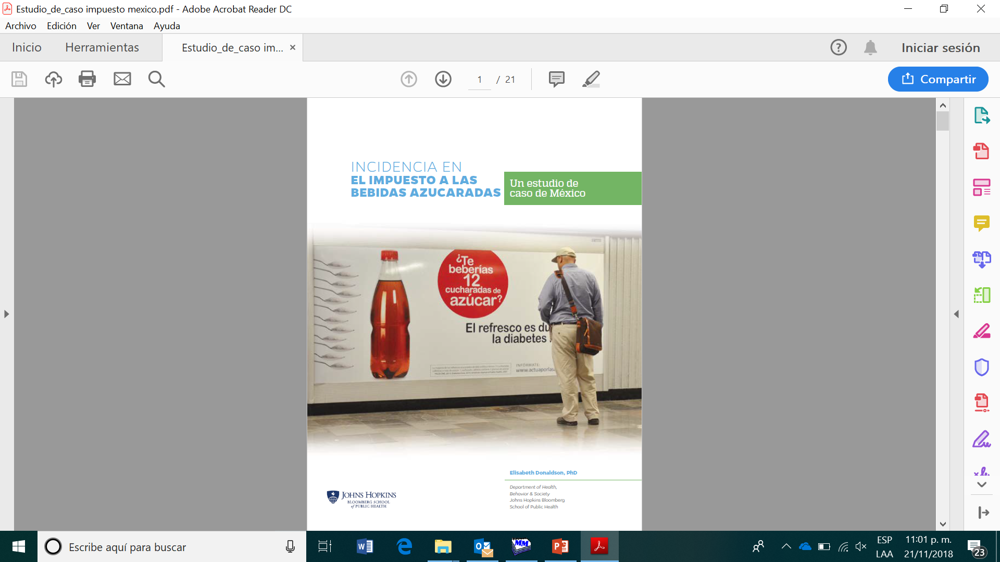 Estudio_de_caso impuesto mexico.pdf - Adobe Acrobat Reader DC
Archivo Edición Ver Ventana Ayuda
Inicio Herramientas Estudio_de_caso im... Iniciar sesión
1 / 21
Compartir
INCIDENCIA EN
EL IMPUESTO A LAS
BEBIDAS AZUCARADAS
Un estudio de
caso de México
¿Te
beberías
12
cucharadas de
azúcar?
El refresco es du
la diabetes
INFÓRMATE:
www.actuaporlas
Elisabeth Donaldson, PhD
Department of Health,
Behavior & Society
Johns Hopkins Bloomberg
School of Public Health
JOHNS HOPKINS
BLOOMBERG SCHOOL
of PUBLIC HEALTH
Escribe aquí para buscar
ESP
LAA
11:01 p. m.
21/11/2018
23